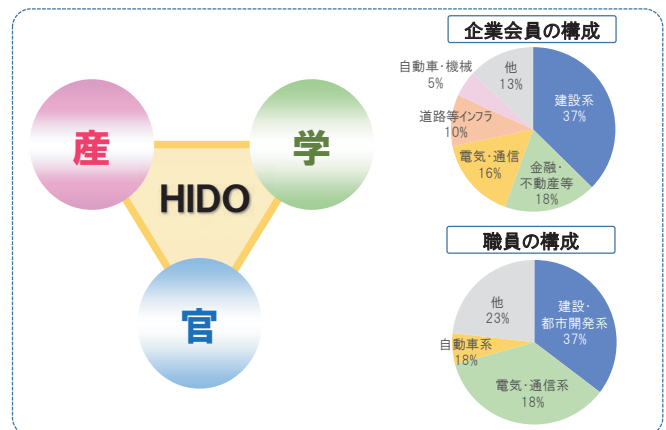 産
学
HIDO
官
企業会員の構成
建設系
37%
金融・
不動産等
18%
電気・通信
16%
道路等インフラ
10%
自動車・機械
5%
他
13%
職員の構成
建設・
都市開発系
37%
電気・通信系
18%
自動車系
18%
他
23%